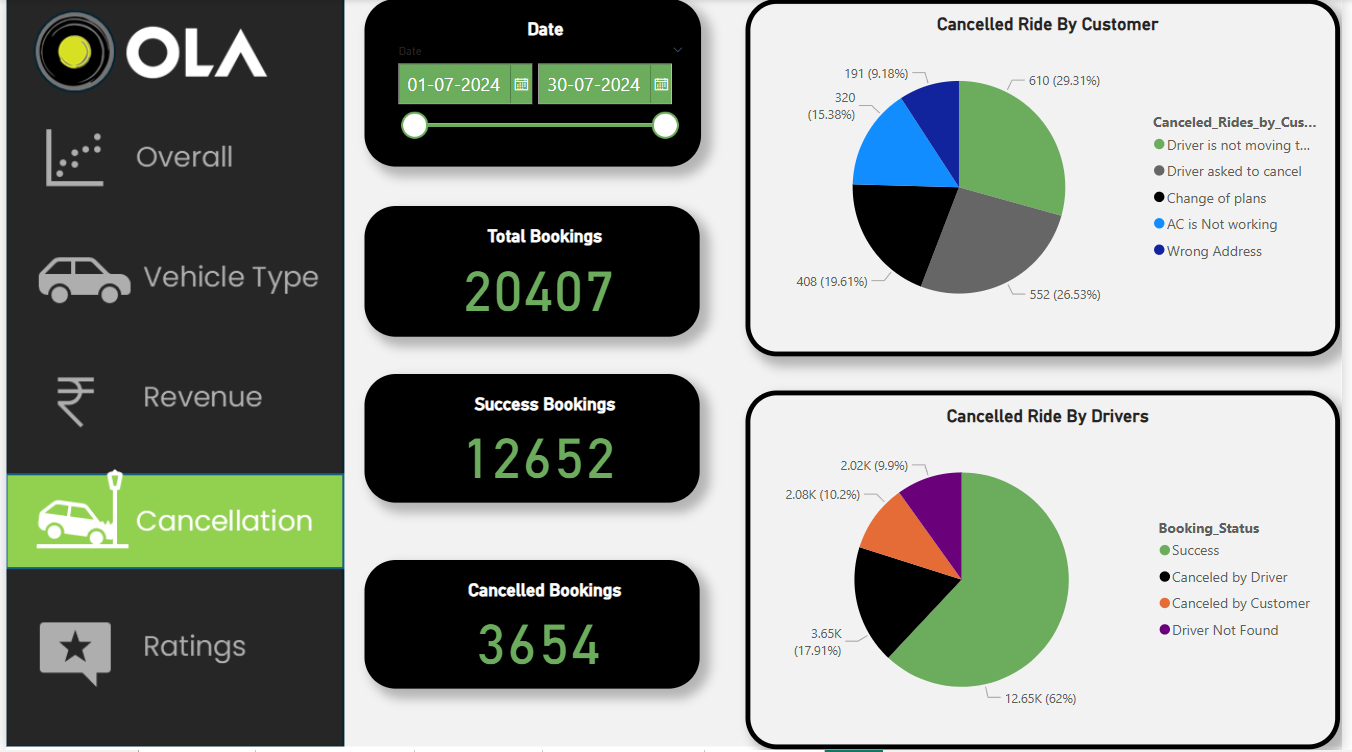 OLA
Overall
Vehicle Type
Revenue
Cancellation
Ratings
Date
Date
01-07-2024 30-07-2024
Total Bookings
20407
Success Bookings
12652
Cancelled Bookings
3654
Cancelled Ride By Customer
191 (9.18%)
610 (29.31%)
320
(15.38%)
408 (19.61%)
552 (26.53%)
Canceled_Rides_by_Cus...
Driver is not moving t...
Driver asked to cancel
Change of plans
AC is Not working
Wrong Address
Cancelled Ride By Drivers
2.02K (9.9%)
2.08K (10.2%)
3.65K
(17.91%)
12.65K (62%)
Booking_Status
Success
Canceled by Driver
Canceled by Customer
Driver Not Found